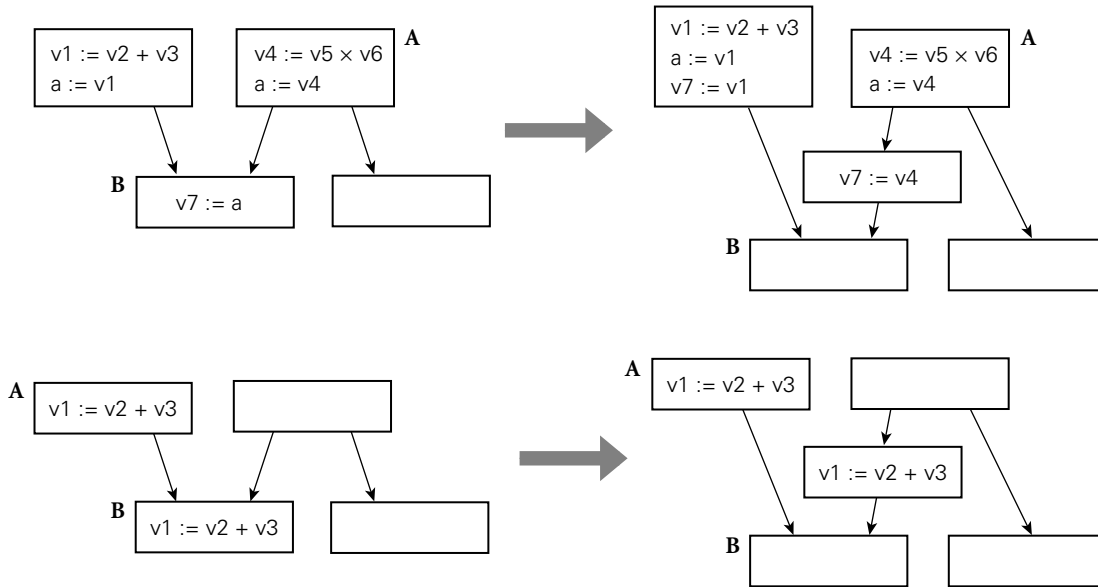 v1 := v2 + v3
a := v1
A
v4 := v5 × v6
a := v4
B
v7 := a
v1 := v2 + v3
a := v1
v7 := v1
A
v4 := v5 × v6
a := v4
v7 := v4
B
A
v1 := v2 + v3
B
v1 := v2 + v3
A
v1 := v2 + v3
v1 := v2 + v3
B